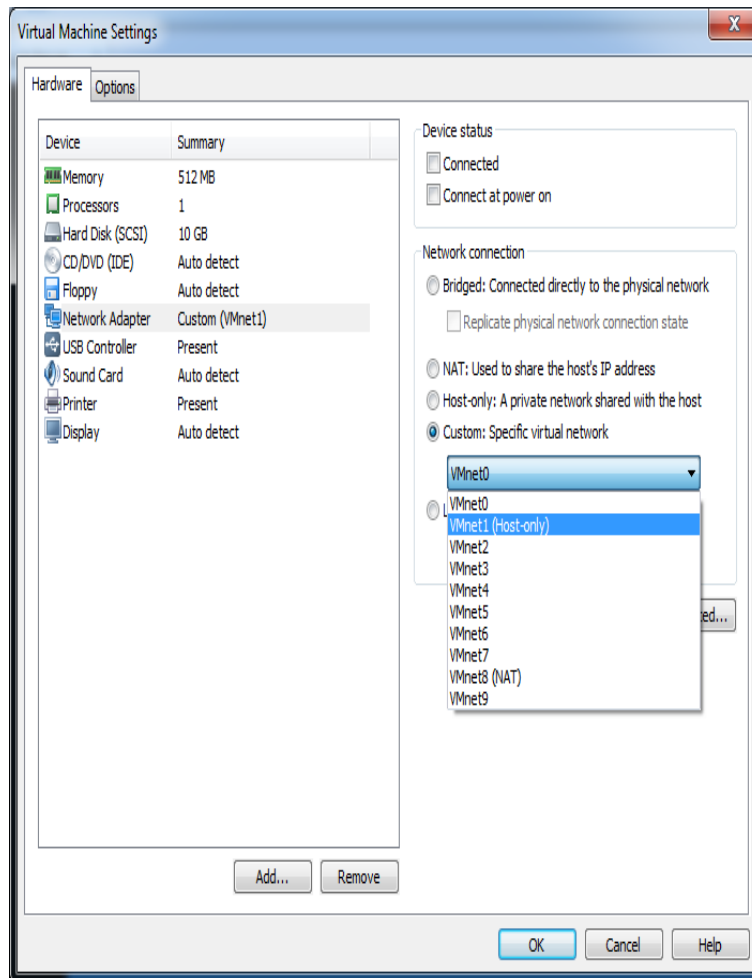 Virtual Machine Settings
X
Hardware
Options
Device Summary
Memory 512 MB
Processors 1
Hard Disk (SCSI) 10 GB
CD/DVD (IDE) Auto detect
Floppy Auto detect
Network Adapter Custom (VMnet1)
USB Controller Present
Sound Card Auto detect
Printer Present
Display Auto detect
Add...
Remove
Device status
Connected
Connect at power on
Network connection
Bridged: Connected directly to the physical network
Replicate physical network connection state
NAT: Used to share the host's IP address
Host-only: A private network shared with the host
Custom: Specific virtual network
VMnet0
VMnet0
VMnet1 (Host-only)
VMnet2
VMnet3
VMnet4
VMnet5
VMnet6
VMnet7
VMnet8 (NAT)
VMnet9
OK
Cancel
Help